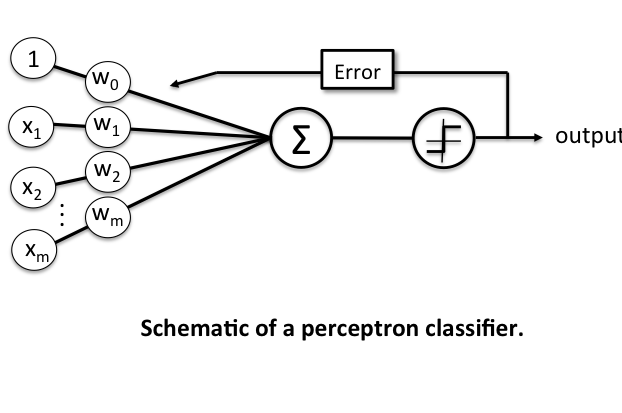 1
w₀
Error
x₁
w₁
Σ
output
x₂
w₂
⋮
wₘ
xₘ
Schematic of a perceptron classifier.